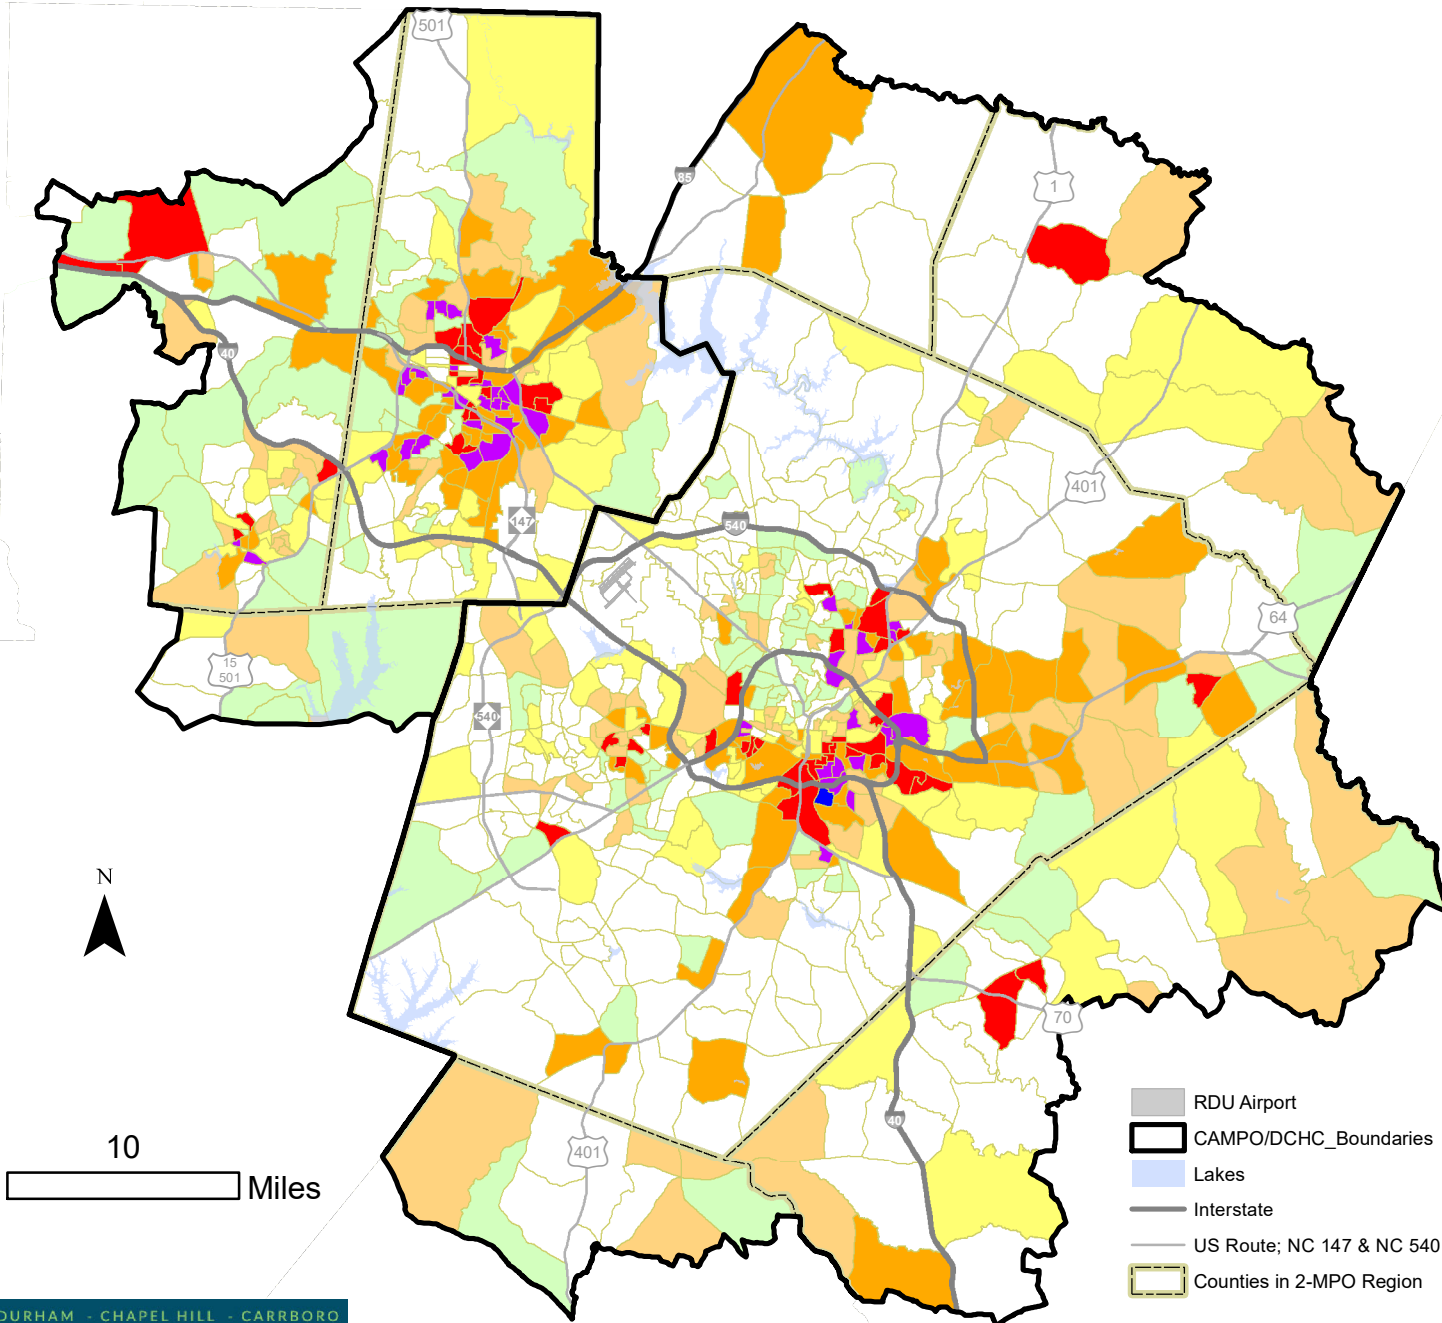 501
85
1
40
401
147
540
64
15
501
540
N
70
10
Miles
40
401
RDU Airport
CAMPO/DCHC_Boundaries
Lakes
Interstate
US Route; NC 147 & NC 540
Counties in 2-MPO Region
DURHAM - CHAPEL HILL - CARRBORO